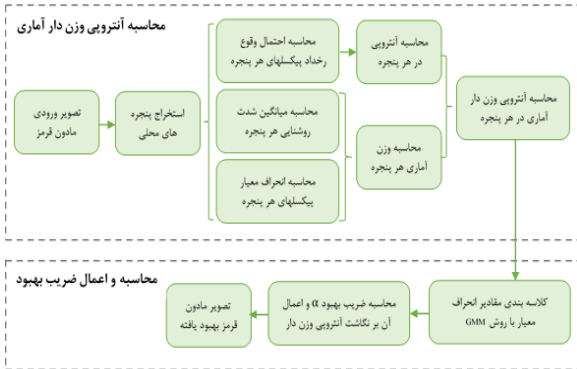 محاسبه آنتروپی وزن دار آماری
تصویر ورودی
مادون قرمز
استخراج پنجره
های محلی
محاسبه احتمال وقوع
رخداد پیکسلهای هر پنجره
محاسبه میانگین شدت
روشنایی هر پنجره
محاسبه انحراف معیار
پیکسلهای هر پنجره
محاسبه آنتروپی
در هر پنجره
محاسبه وزن
آماری هر پنجره
محاسبه آنتروپی وزن دار
آماری در هر پنجره
محاسبه و اعمال ضریب بهبود
کلاسه بندی مقادیر انحراف
معیار با روش GMM
محاسبه ضریب بهبود α و اعمال
آن بر نگاشت آنتروپی وزن دار
تصویر مادون
قرمز بهبود یافته